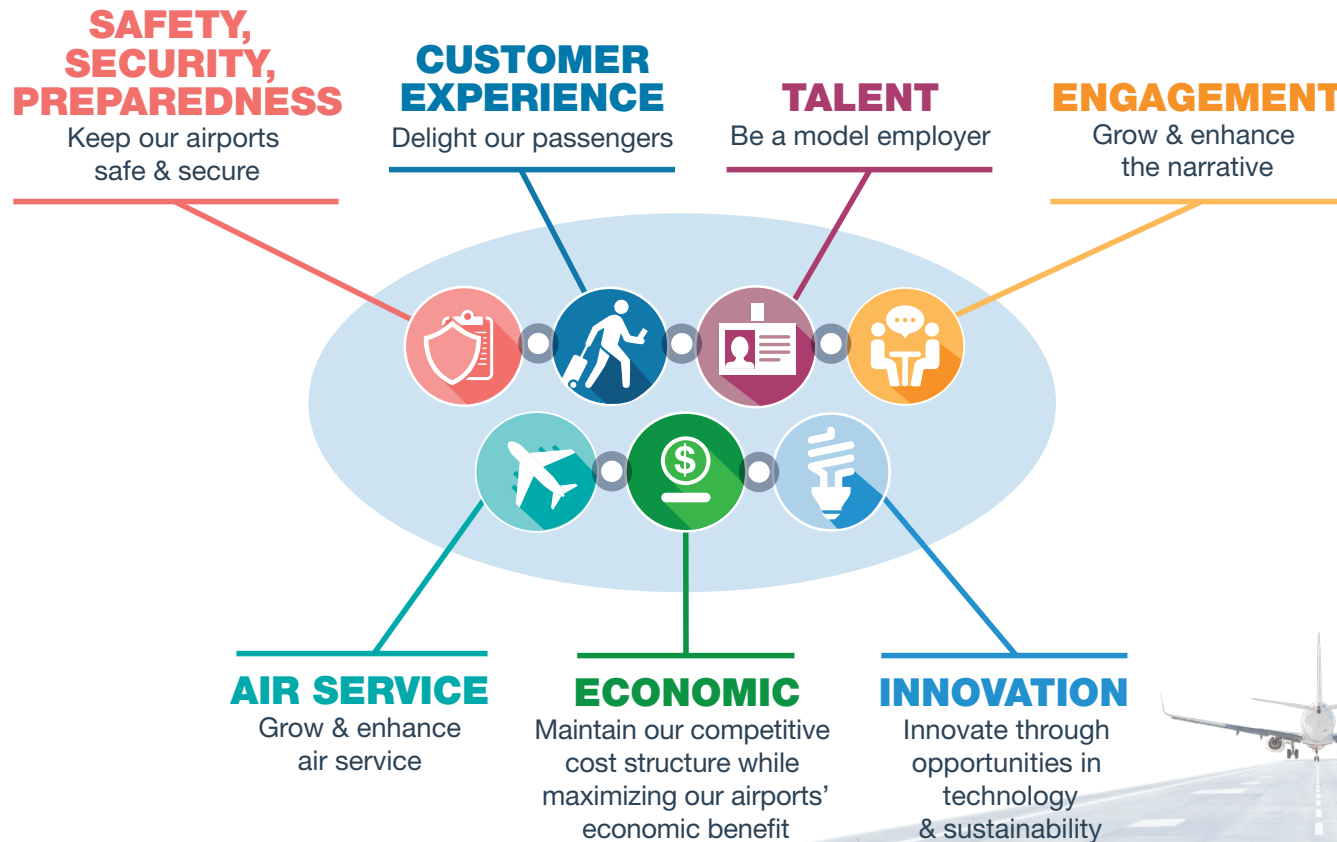 SAFETY,
SECURITY,
PREPAREDNESS
Keep our airports
safe & secure
CUSTOMER
EXPERIENCE
Delight our passengers
TALENT
Be a model employer
ENGAGEMENT
Grow & enhance
the narrative
$
AIR SERVICE
Grow & enhance
air service
ECONOMIC
Maintain our competitive
cost structure while
maximizing our airports’
economic benefit
INNOVATION
Innovate through
opportunities in
technology
& sustainability